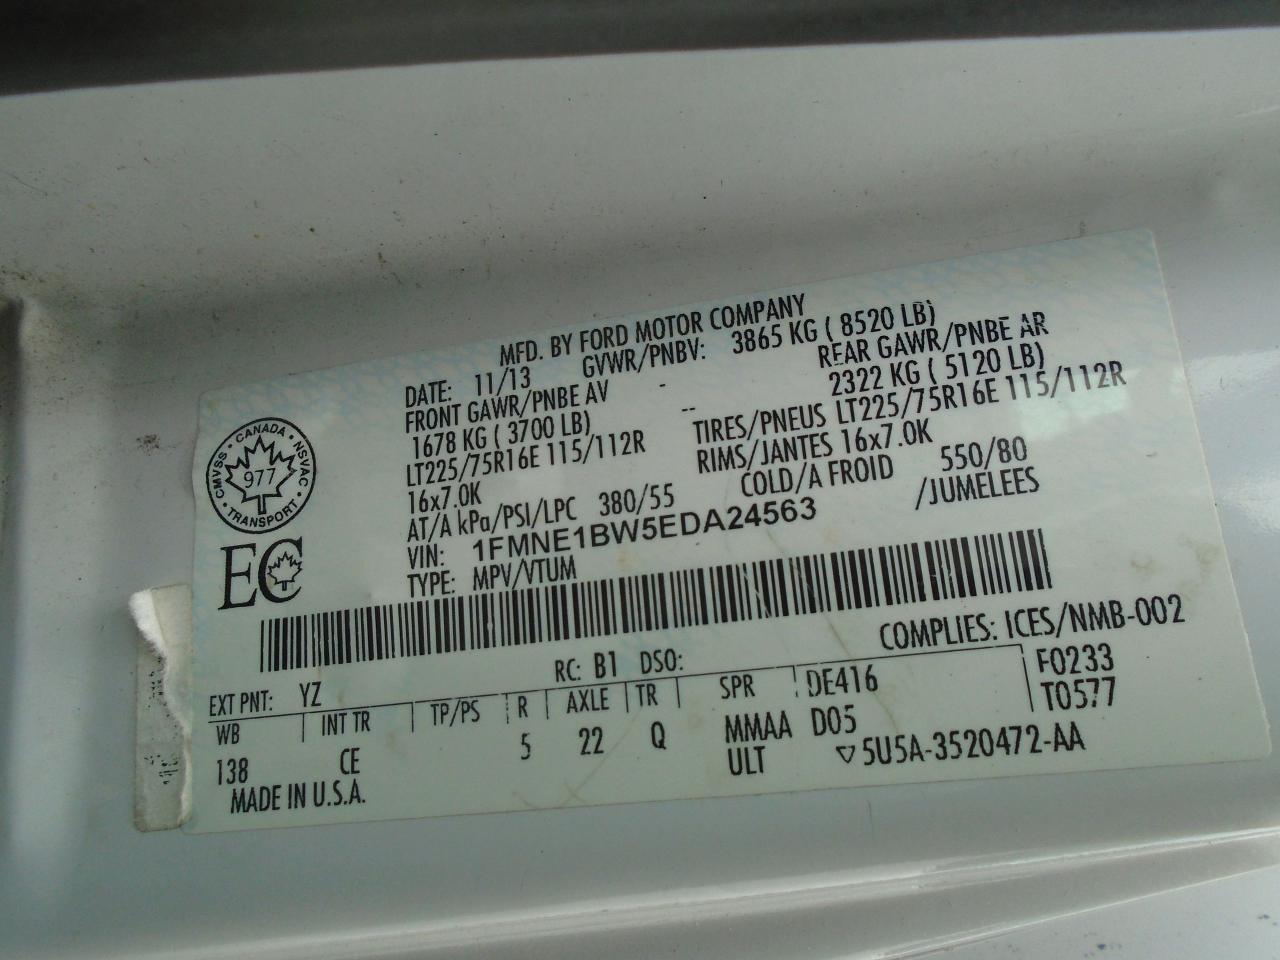 MFD. BY FORD MOTOR COMPANY
DATE: 11/13 GVWR/PNBV: 3865 KG ( 8520 LB)
FRONT GAWR/PNBE AV - REAR GAWR/PNBE AR
1678 KG ( 3700 LB) -- 2322 KG ( 5120 LB)
LT225/75R16E 115/112R TIRES/PNEUS LT225/75R16E 115/112R
16x7.0K RIMS/JANTES 16x7.0K
AT/A kPa/PSI/LPC 380/55 COLD/A FROID 550/80
VIN: 1FMNE1BW5EDA24563 /JUMELEES
TYPE: MPV/VTUM
CANADA
CMVSS • NSVAC
977
TRANSPORT
EC
COMPLIES: ICES/NMB-002
EXT PNT: YZ RC: B1 DSO: F0233
WB INT TR TP/PS R AXLE TR SPR DE416 T0577
138 CE 5 22 Q MMAA D05
MADE IN U.S.A. ULT ▽5U5A-3520472-AA